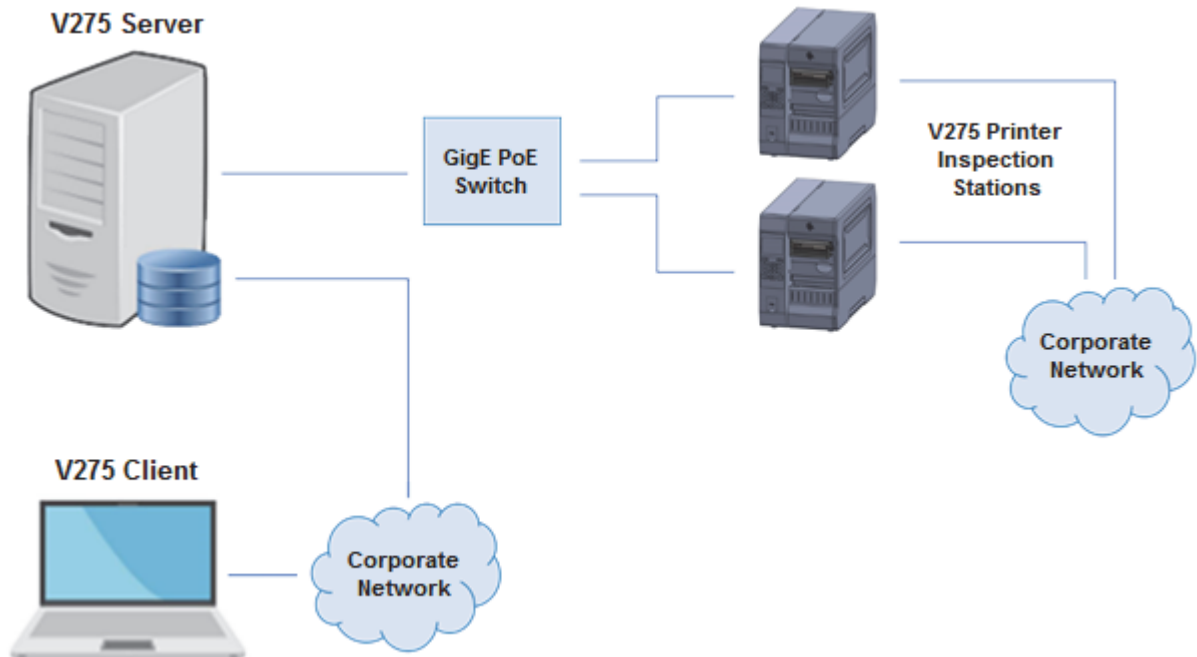 V275 Server
GigE PoE
Switch
V275 Printer
Inspection
Stations
Corporate
Network
V275 Client
Corporate
Network